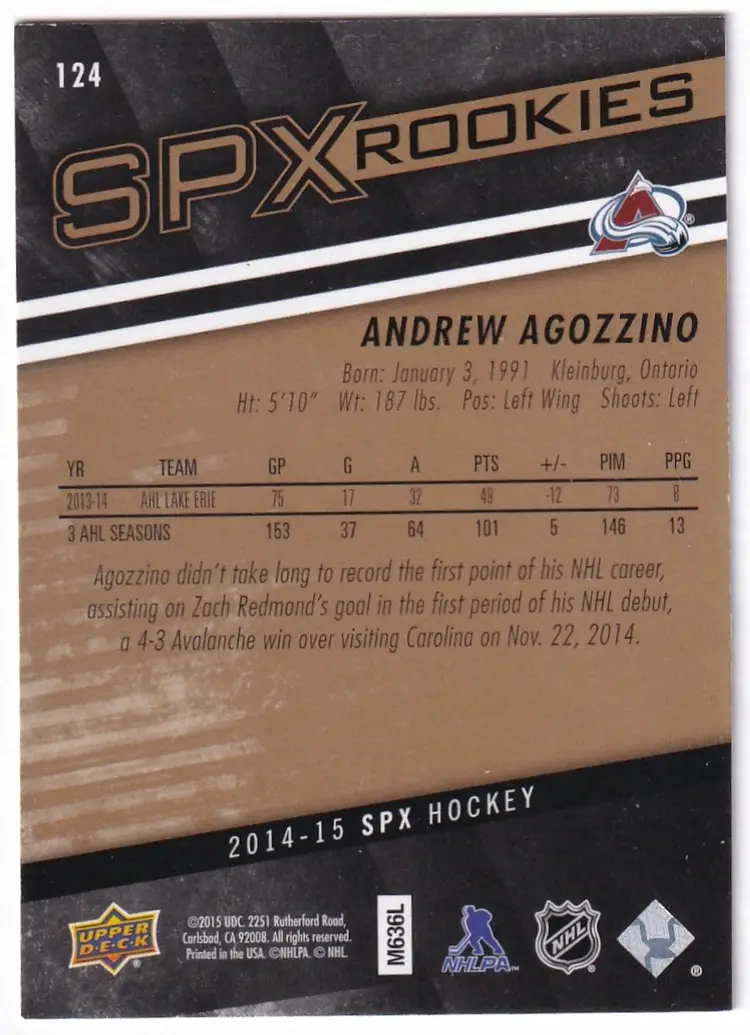 124
SPX ROOKIES
®
ANDREW AGOZZINO
Born: January 3, 1991 Kleinburg, Ontario
Ht: 5'10" Wt: 187 lbs. Pos: Left Wing Shoots: Left
YR TEAM GP G A PTS +/- PIM PPG
2013-14 AHL LAKE ERIE 75 17 32 49 -12 73 8
3 AHL SEASONS 153 37 64 101 5 146 13
Agozzino didn't take long to record the first point of his NHL career,
assisting on Zach Redmond's goal in the first period of his NHL debut,
a 4-3 Avalanche win over visiting Carolina on Nov. 22, 2014.
2014-15 SPX HOCKEY
UPPER
D·E·C·K
®
©2015 UDC. 2251 Rutherford Road,
Carlsbad, CA 92008. All rights reserved.
Printed in the USA. ©NHLPA. © NHL.
M636L
NHLPA™
NHL
®
®